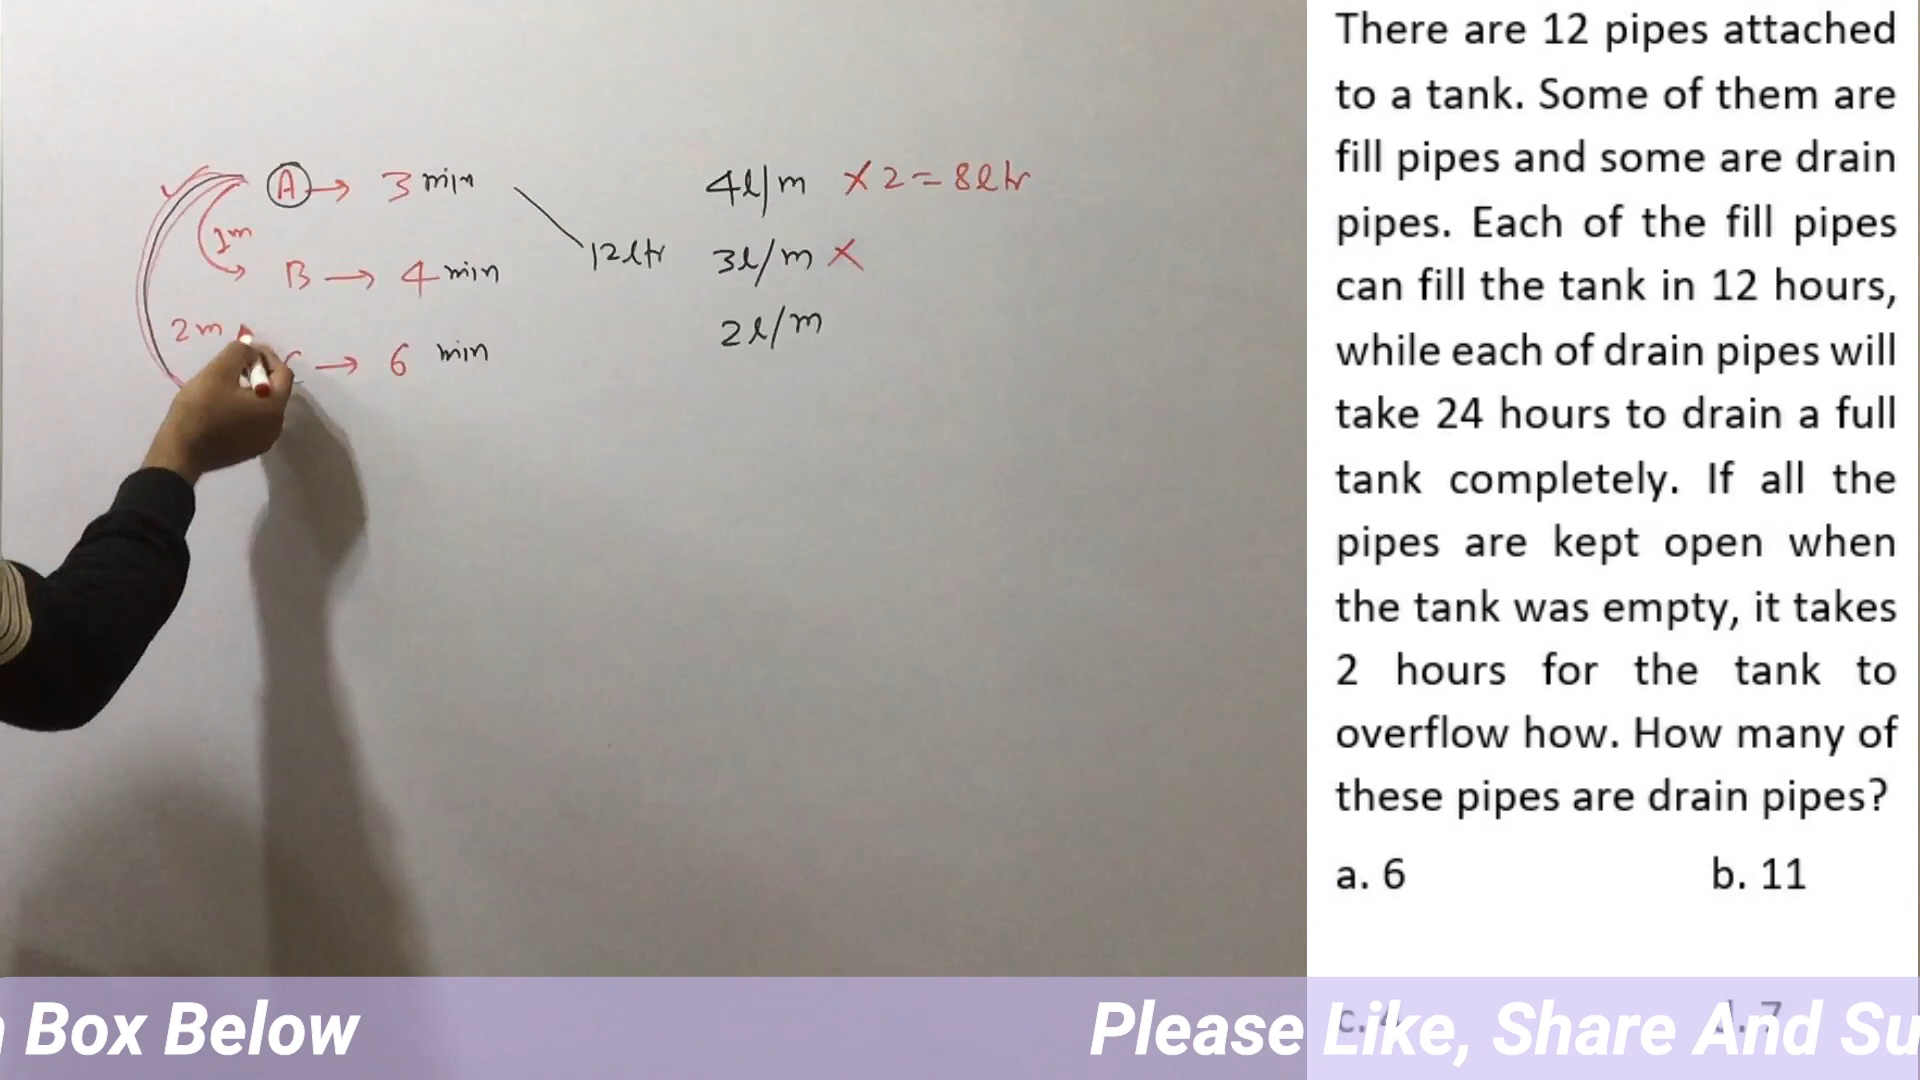 A → 3 min
4l/m × 2 = 8ltr
1m
B → 4 min
12ltr
3l/m ×
2m
C → 6 min
2l/m
There are 12 pipes attached
to a tank. Some of them are
fill pipes and some are drain
pipes. Each of the fill pipes
can fill the tank in 12 hours,
while each of drain pipes will
take 24 hours to drain a full
tank completely. If all the
pipes are kept open when
the tank was empty, it takes
2 hours for the tank to
overflow how. How many of
these pipes are drain pipes?
a. 6 b. 11
c. 4 d. 7
Box Below
Please Like, Share And Su